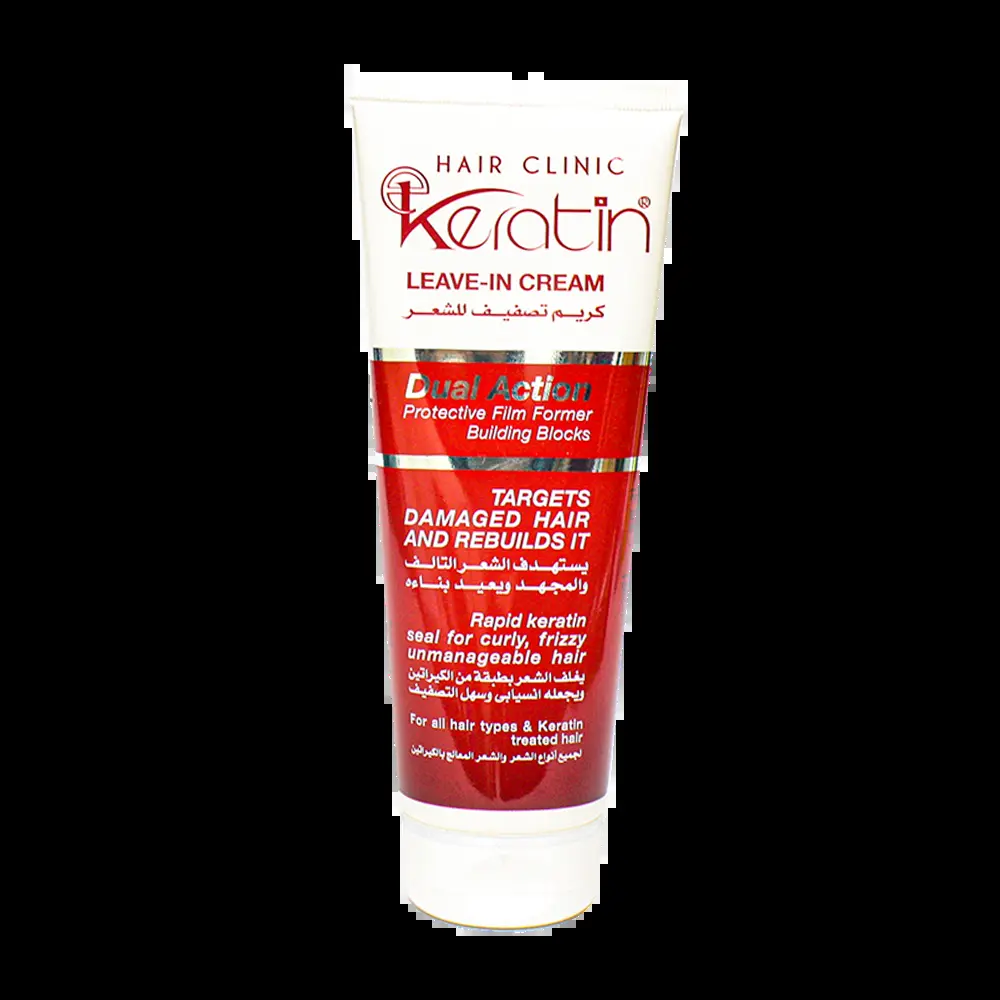 HAIR CLINIC
eKeratin®
LEAVE-IN CREAM
كريم تصفيف للشعر
Dual Action
Protective Film Former
Building Blocks
TARGETS
DAMAGED HAIR
AND REBUILDS IT
يستهدف الشعر التالف
والمجهد ويعيد بناءه
Rapid keratin
seal for curly, frizzy
unmanageable hair
يغلف الشعر بطبقة من الكيراتين
ويجعله انسيابى وسهل التصفيف
For all hair types & Keratin
treated hair
لجميع أنواع الشعر والشعر المعالج بالكيراتين